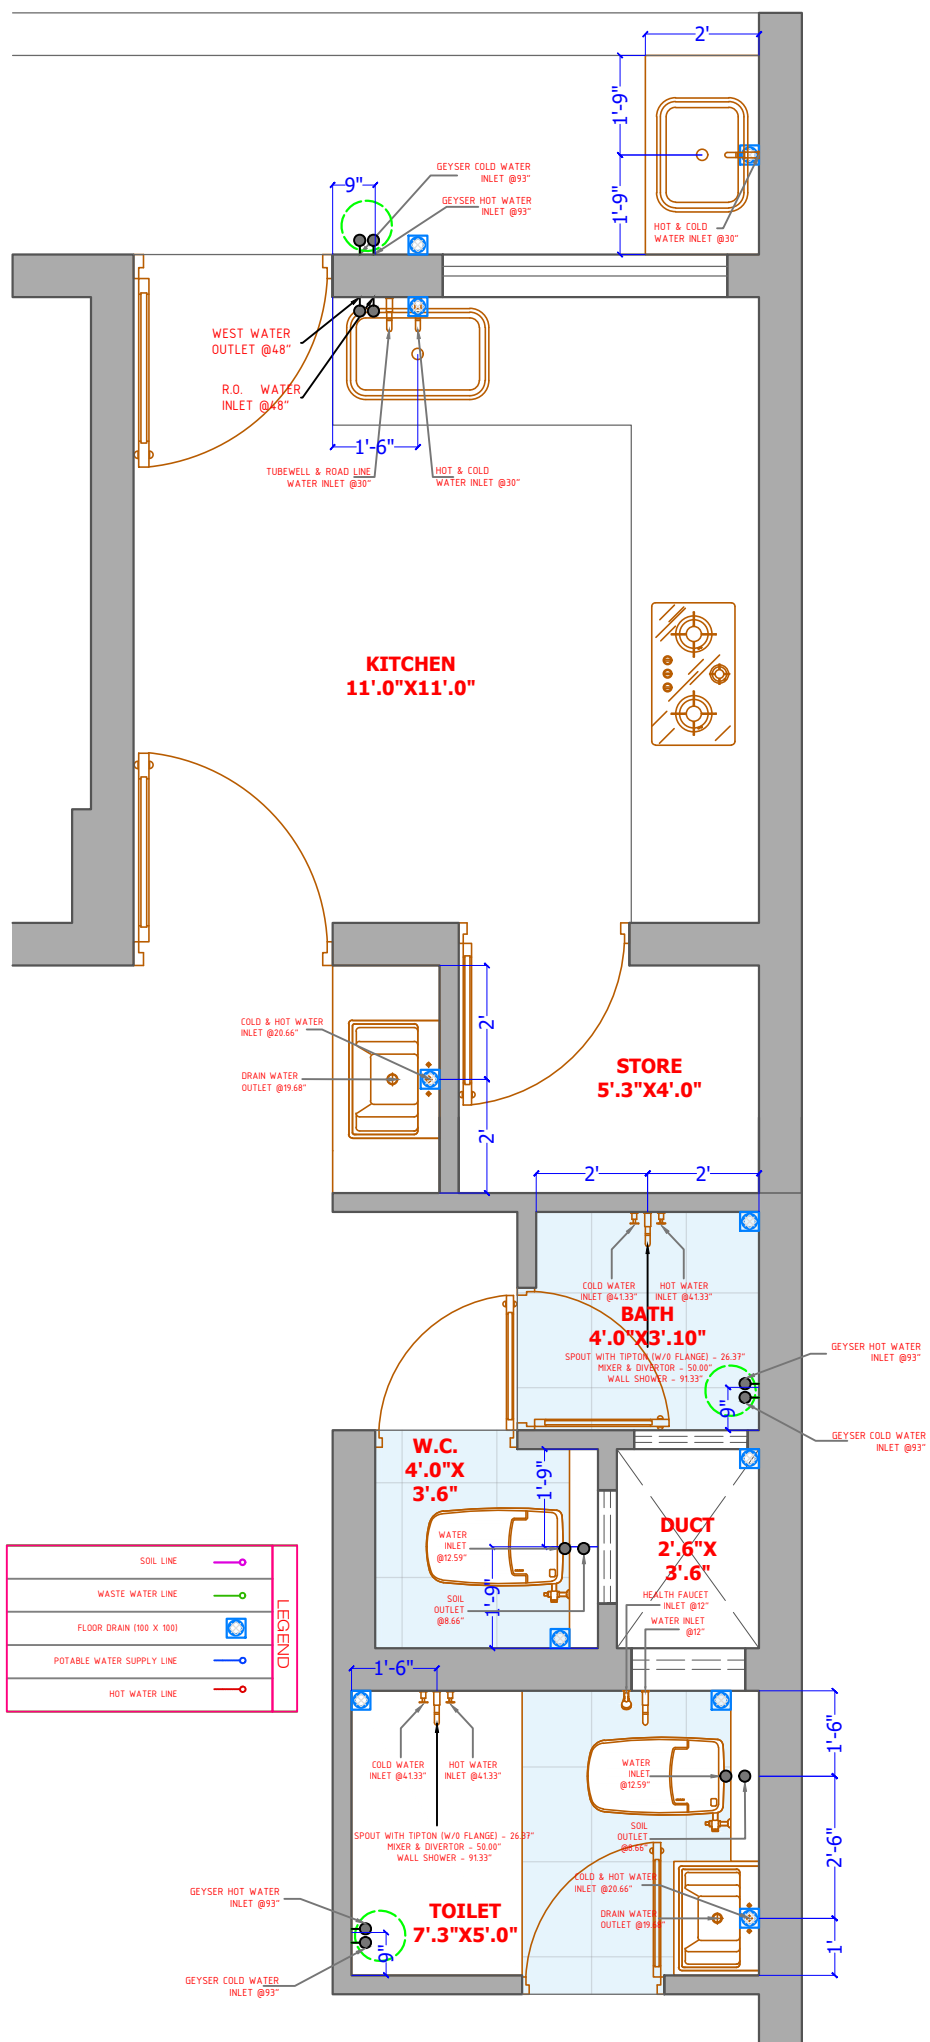 2'
1'-9"
1'-9"
GEYSER COLD WATER
INLET @93"
9"
GEYSER HOT WATER
INLET @93"
HOT & COLD
WATER INLET @30"
WEST WATER
OUTLET @48"
R.O. WATER
INLET @48"
1'-6"
TUBEWELL & ROAD LINE
WATER INLET @30"
HOT & COLD
WATER INLET @30"
KITCHEN
11'.0"X11'.0"
COLD & HOT WATER
INLET @20.66"
DRAIN WATER
OUTLET @19.68"
2'
2'
STORE
5'.3"X4'.0"
2'
2'
COLD WATER
INLET @41.33"
HOT WATER
INLET @41.33"
BATH
4'.0"X3'.10"
SPOUT WITH TIPTON (W/0 FLANGE) - 26.37"
MIXER & DIVERTOR - 50.00"
WALL SHOWER - 91.33"
GEYSER HOT WATER
INLET @93"
9"
GEYSER COLD WATER
INLET @93"
W.C.
4'.0"X
3'.6"
1'-9"
WATER
INLET
@12.59"
SOIL
OUTLET
@8.66"
1'-9"
DUCT
2'.6"X
3'.6"
HEALTH FAUCET
INLET @12"
WATER INLET
@12"
SOIL LINE
WASTE WATER LINE
FLOOR DRAIN (100 X 100)
POTABLE WATER SUPPLY LINE
HOT WATER LINE
LEGEND
1'-6"
COLD WATER
INLET @41.33"
HOT WATER
INLET @41.33"
SPOUT WITH TIPTON (W/0 FLANGE) - 26.37"
MIXER & DIVERTOR - 50.00"
WALL SHOWER - 91.33"
WATER
INLET
@12.59"
SOIL
OUTLET
@8.66"
1'-6"
2'-6"
1'
COLD & HOT WATER
INLET @20.66"
DRAIN WATER
OUTLET @19.68"
TOILET
7'.3"X5'.0"
GEYSER HOT WATER
INLET @93"
9"
GEYSER COLD WATER
INLET @93"